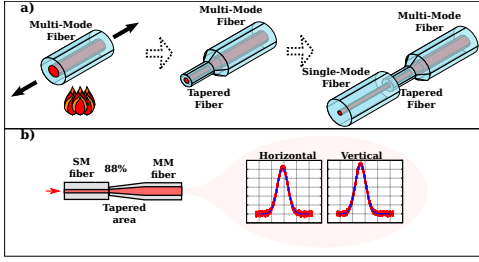 a)
Multi-Mode
Fiber
Multi-Mode
Fiber
Tapered
Fiber
Multi-Mode
Fiber
Single-Mode
Fiber
Tapered
Fiber
b)
SM
fiber
88%
MM
fiber
Tapered
area
Horizontal
Vertical